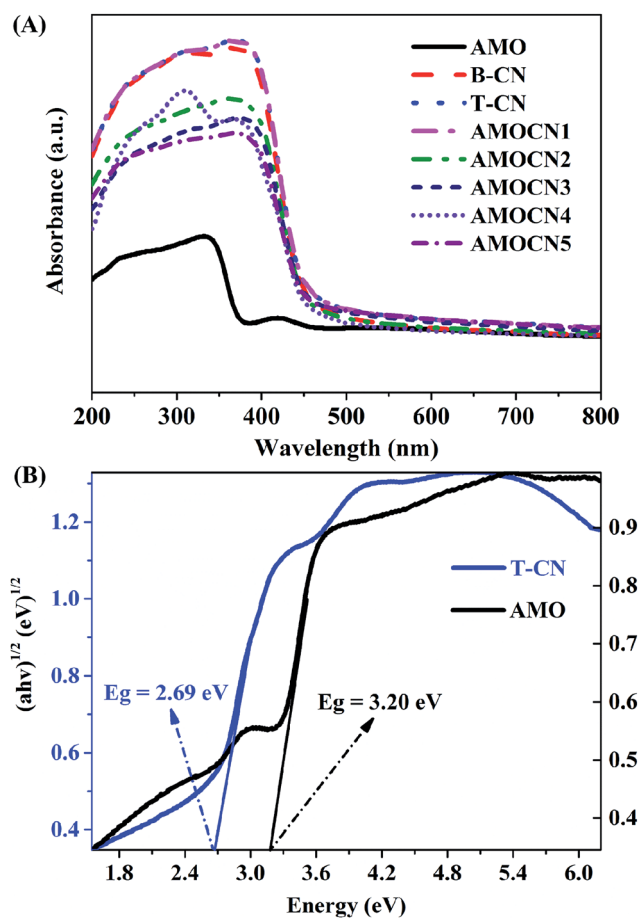 (A)
AMO
B-CN
T-CN
AMOCN1
AMOCN2
AMOCN3
AMOCN4
AMOCN5
Absorbance (a.u.)
200 300 400 500 600 700 800
Wavelength (nm)
(B)
1.2
1.0
0.8
0.6
0.4
(ahv)1/2 (eV)1/2
T-CN
AMO
Eg = 2.69 eV
Eg = 3.20 eV
0.9
0.8
0.7
0.6
0.5
0.4
1.8 2.4 3.0 3.6 4.2 4.8 5.4 6.0
Energy (eV)